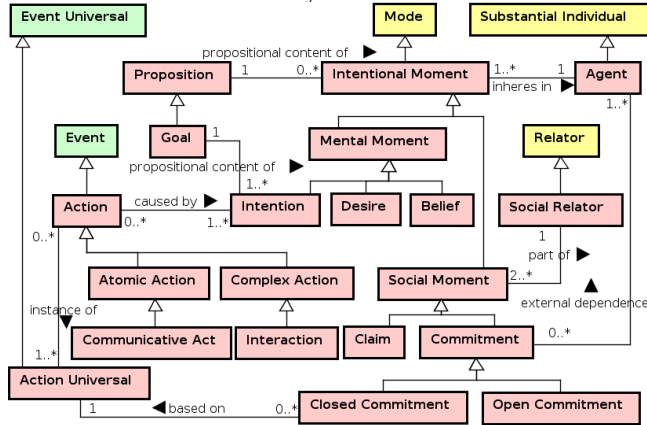 Event Universal
Mode
Substantial Individual
propositional content of
Proposition
1
0..*
Intentional Moment
1..*
1
Agent
inheres in
1..*
Event
Goal
1
Mental Moment
Relator
propositional content of
1..*
Action
caused by
0..*
1..*
Intention
Desire
Belief
Social Relator
0..*
1
part of
Atomic Action
Complex Action
Social Moment
2..*
instance of
external dependence
Communicative Act
Interaction
Claim
Commitment
0..*
1..*
Action Universal
1
based on
0..*
Closed Commitment
Open Commitment